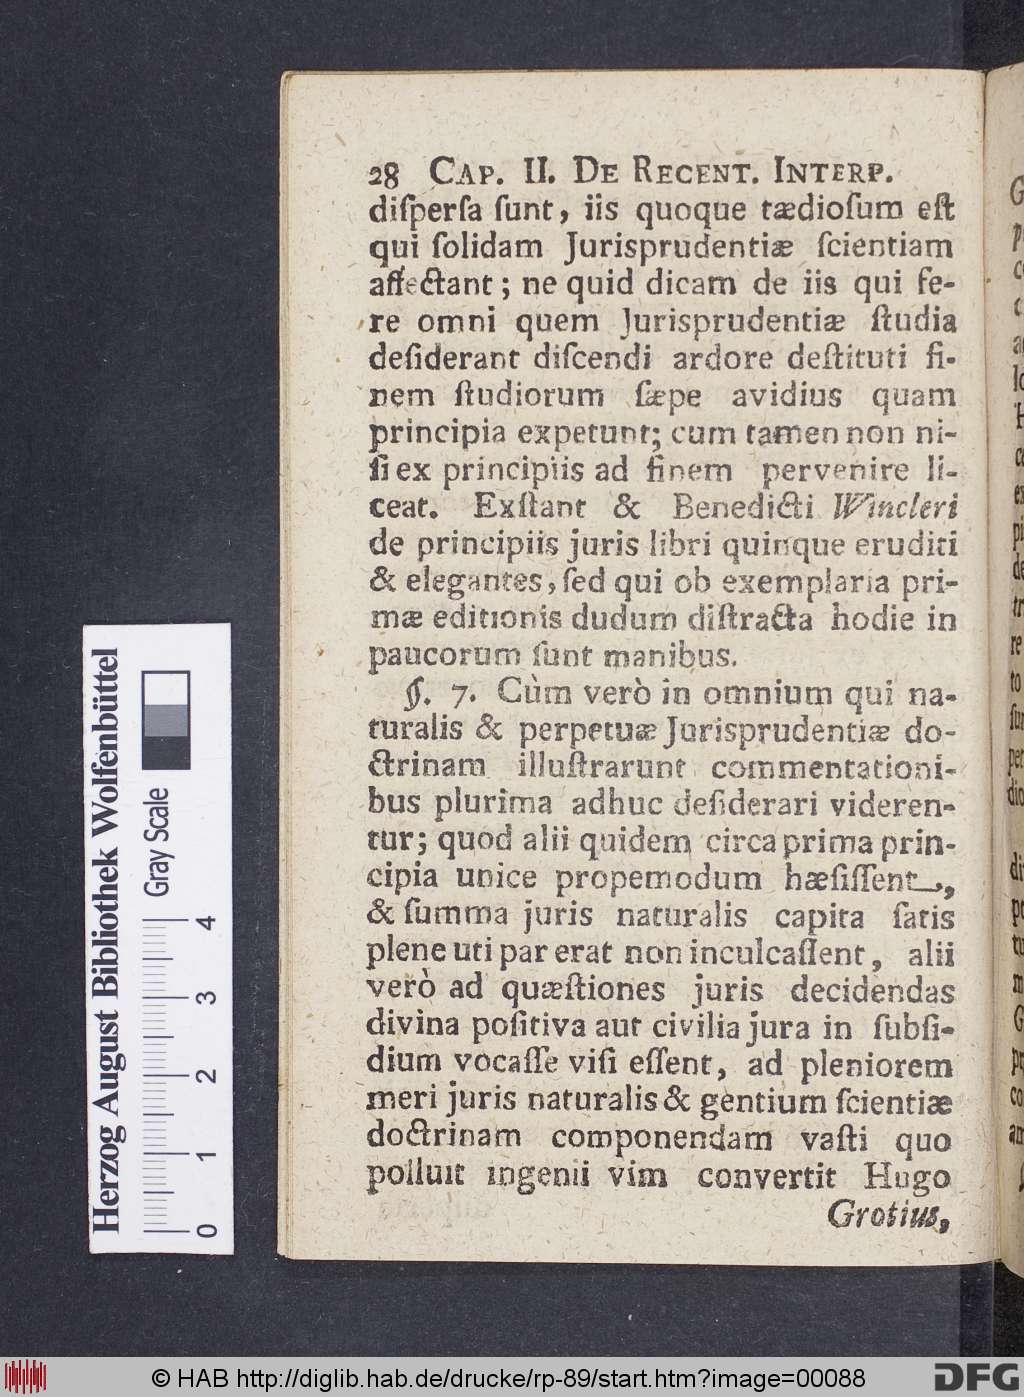 28 CAP. II. DE RECENT. INTERP.
diſperſa ſunt, iis quoque tædioſum eſt
qui ſolidam Jurisprudentiæ ſcientiam
affectant; ne quid dicam de iis qui fe-
re omni quem Jurisprudentiæ ſtudia
deſiderant diſcendi ardore deſtituti fi-
nem ſtudiorum ſæpe avidius quam
principia expetunt; cum tamen non ni-
ſi ex principiis ad finem pervenire li-
ceat. Exſtant & Benedicti Wincleri
de principiis juris libri quinque eruditi
& elegantes, ſed qui ob exemplaria pri-
mæ editionis dudum diſtracta hodie in
paucorum ſunt manibus.
§. 7. Cùm verò in omnium qui na-
turalis & perpetuæ Jurisprudentiæ do-
ctrinam illuſtrarunt commentationi-
bus plurima adhuc deſiderari videren-
tur; quod alii quidem circa prima prin-
cipia unice propemodum hæſiſſent,
& ſumma juris naturalis capita ſatis
plene uti par erat non inculcaſſent, alii
verò ad quæſtiones juris decidendas
divina poſitiva aut civilia jura in ſubſi-
dium vocaſſe viſi eſſent, ad pleniorem
meri juris naturalis & gentium ſcientiæ
doctrinam componendam vaſti quo
polluit ingenii vim convertit Hugo
Grotius,
Herzog August Bibliothek Wolfenbüttel
Gray Scale
0 1 2 3 4
© HAB http://diglib.hab.de/drucke/rp-89/start.htm?image=00088
DFG